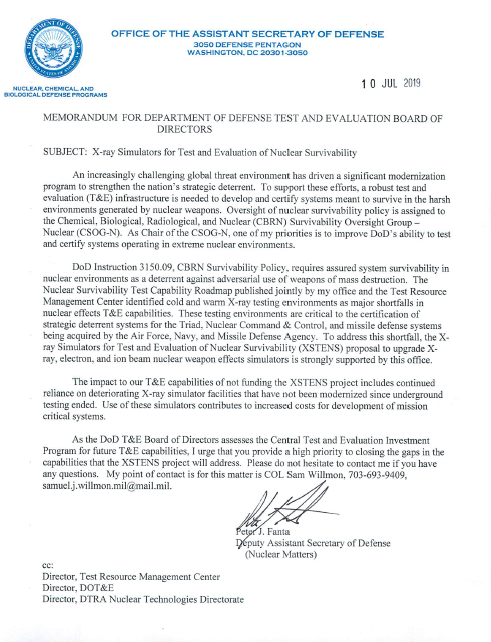 OFFICE OF THE ASSISTANT SECRETARY OF DEFENSE
3050 DEFENSE PENTAGON
WASHINGTON, DC 20301-3050
NUCLEAR, CHEMICAL, AND
BIOLOGICAL DEFENSE PROGRAMS
10 JUL 2019
MEMORANDUM FOR DEPARTMENT OF DEFENSE TEST AND EVALUATION BOARD OF
DIRECTORS
SUBJECT: X-ray Simulators for Test and Evaluation of Nuclear Survivability
An increasingly challenging global threat environment has driven a significant modernization
program to strengthen the nation's strategic deterrent. To support these efforts, a robust test and
evaluation (T&E) infrastructure is needed to develop and certify systems meant to survive in the harsh
environments generated by nuclear weapons. Oversight of nuclear survivability policy is assigned to
the Chemical, Biological, Radiological, and Nuclear (CBRN) Survivability Oversight Group –
Nuclear (CSOG-N). As Chair of the CSOG-N, one of my priorities is to improve DoD's ability to test
and certify systems operating in extreme nuclear environments.
DoD Instruction 3150.09, CBRN Survivability Policy, requires assured system survivability in
nuclear environments as a deterrent against adversarial use of weapons of mass destruction. The
Nuclear Survivability Test Capability Roadmap published jointly by my office and the Test Resource
Management Center identified cold and warm X-ray testing environments as major shortfalls in
nuclear effects T&E capabilities. These testing environments are critical to the certification of
strategic deterrent systems for the Triad, Nuclear Command & Control, and missile defense systems
being acquired by the Air Force, Navy, and Missile Defense Agency. To address this shortfall, the X-
ray Simulators for Test and Evaluation of Nuclear Survivability (XSTENS) proposal to upgrade X-
ray, electron, and ion beam nuclear weapon effects simulators is strongly supported by this office.
The impact to our T&E capabilities of not funding the XSTENS project includes continued
reliance on deteriorating X-ray simulator facilities that have not been modernized since underground
testing ended. Use of these simulators contributes to increased costs for development of mission
critical systems.
As the DoD T&E Board of Directors assesses the Central Test and Evaluation Investment
Program for future T&E capabilities, I urge that you provide a high priority to closing the gaps in the
capabilities that the XSTENS project will address. Please do not hesitate to contact me if you have
any questions. My point of contact is for this matter is COL Sam Willmon, 703-693-9409,
samuel.j.willmon.mil@mail.mil.
Peter J. Fanta
Deputy Assistant Secretary of Defense
(Nuclear Matters)
cc:
Director, Test Resource Management Center
Director, DOT&E
Director, DTRA Nuclear Technologies Directorate